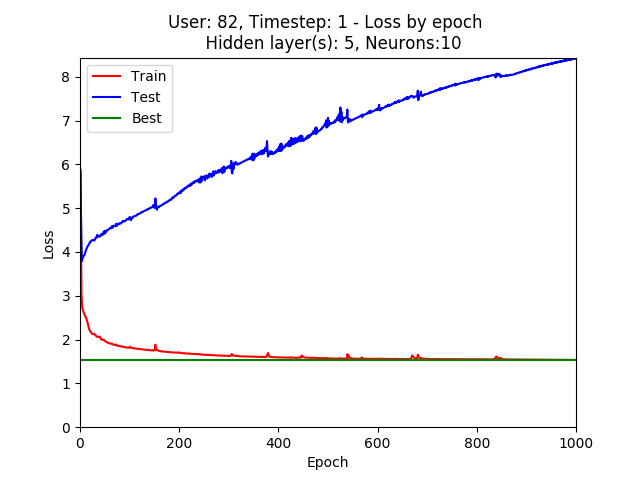 User: 82, Timestep: 1 - Loss by epoch
Hidden layer(s): 5, Neurons:10
Train
Test
Best
Loss
8
7
6
5
4
3
2
1
0
0 200 400 600 800 1000
Epoch